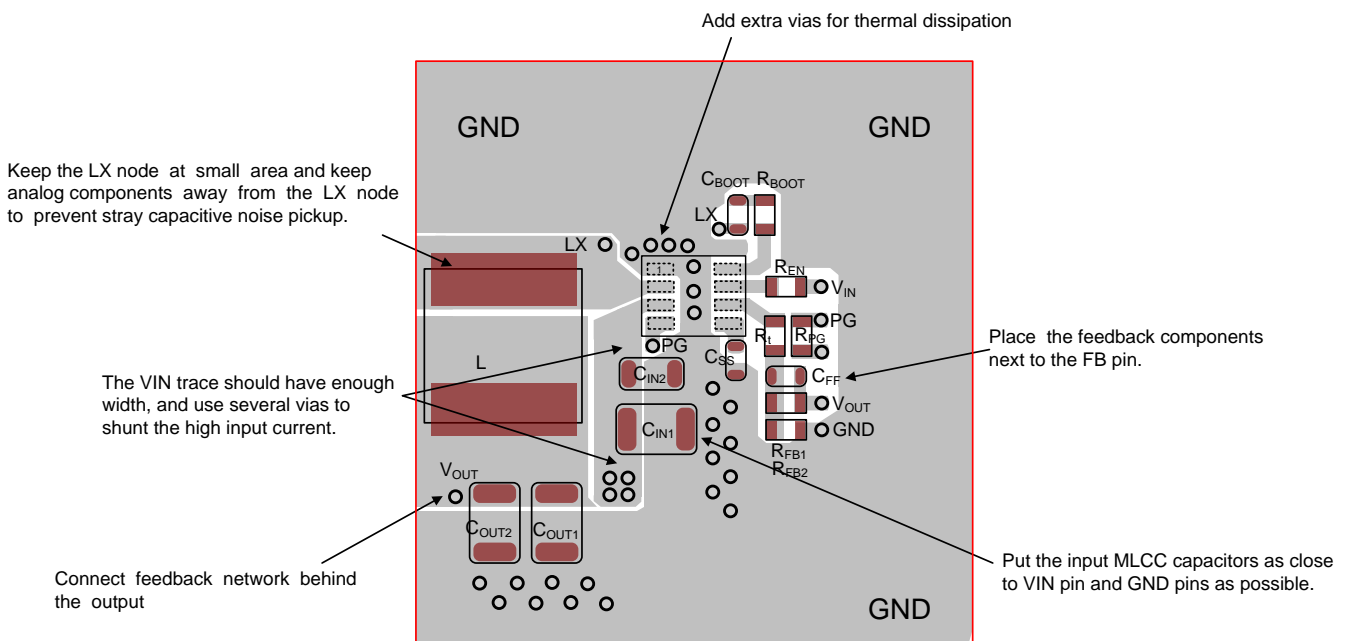 Add extra vias for thermal dissipation
GND GND
Keep the LX node at small area and keep
analog components away from the LX node
to prevent stray capacitive noise pickup.
CBOOT RBOOT
LX
LX
1
REN
VIN
PG
Rt RPG
PG
CSS
Place the feedback components
next to the FB pin.
L
CIN2
CFF
The VIN trace should have enough
width, and use several vias to
shunt the high input current.
VOUT
CIN1
GND
RFB1
RFB2
VOUT
COUT2 COUT1
Put the input MLCC capacitors as close
to VIN pin and GND pins as possible.
Connect feedback network behind
the output
GND